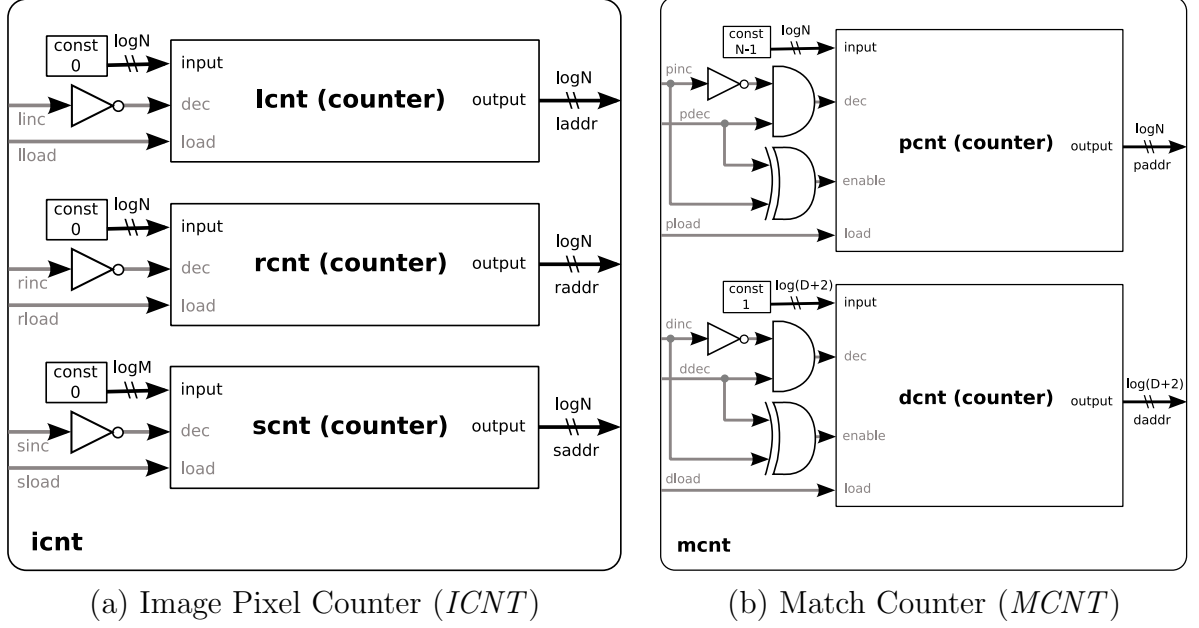 const
0
logN
input
linc
dec
lload
load
lcnt (counter)
output
logN
laddr
const
0
logN
input
rinc
dec
rload
load
rcnt (counter)
output
logN
raddr
const
0
logM
input
sinc
dec
sload
load
scnt (counter)
output
logN
saddr
icnt
(a) Image Pixel Counter (ICNT)
const
N-1
logN
input
pinc
dec
pdec
enable
pload
load
pcnt (counter)
output
logN
paddr
const
1
log(D+2)
input
dinc
dec
ddec
enable
dload
load
dcnt (counter)
output
log(D+2)
daddr
mcnt
(b) Match Counter (MCNT)